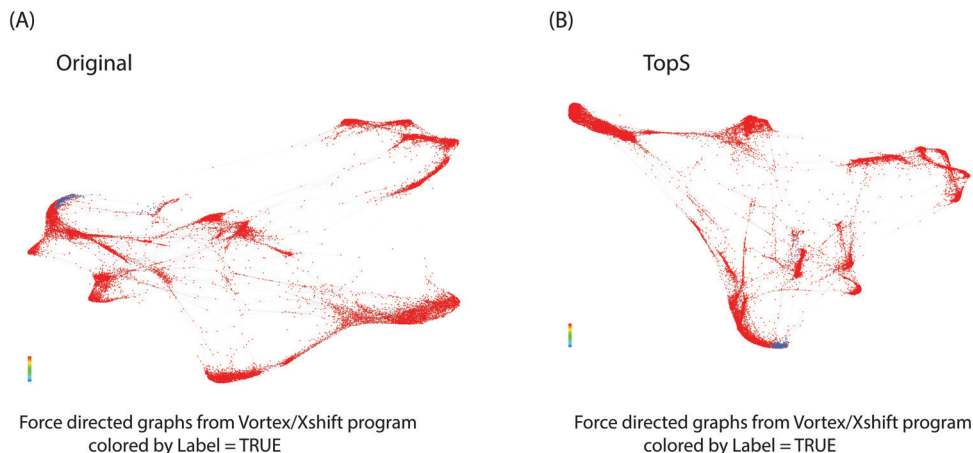 (A)
Original
Force directed graphs from Vortex/Xshift program
colored by Label = TRUE
(B)
TopS
Force directed graphs from Vortex/Xshift program
colored by Label = TRUE